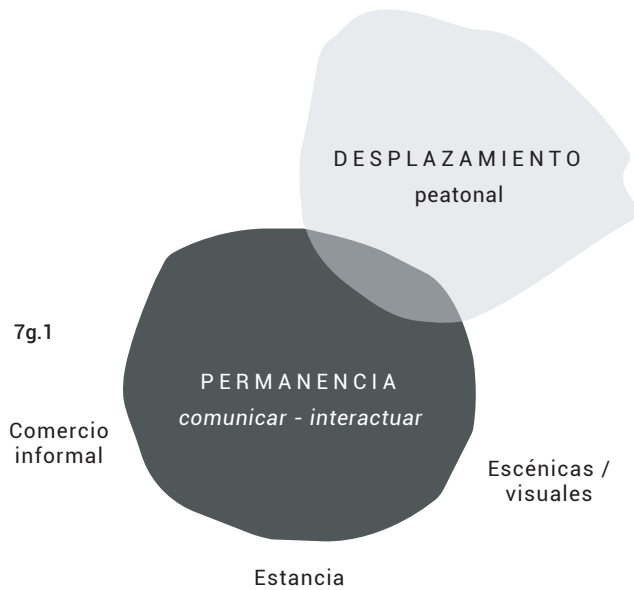 DESPLAZAMIENTO
peatonal
7g.1
PERMANENCIA
comunicar - interactuar
Comercio
informal
Escénicas /
visuales
Estancia